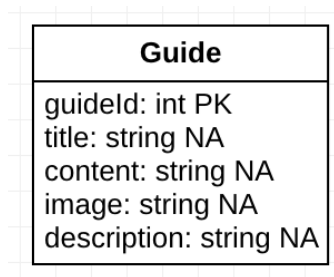 Guide
guideId: int PK
title: string NA
content: string NA
image: string NA
description: string NA